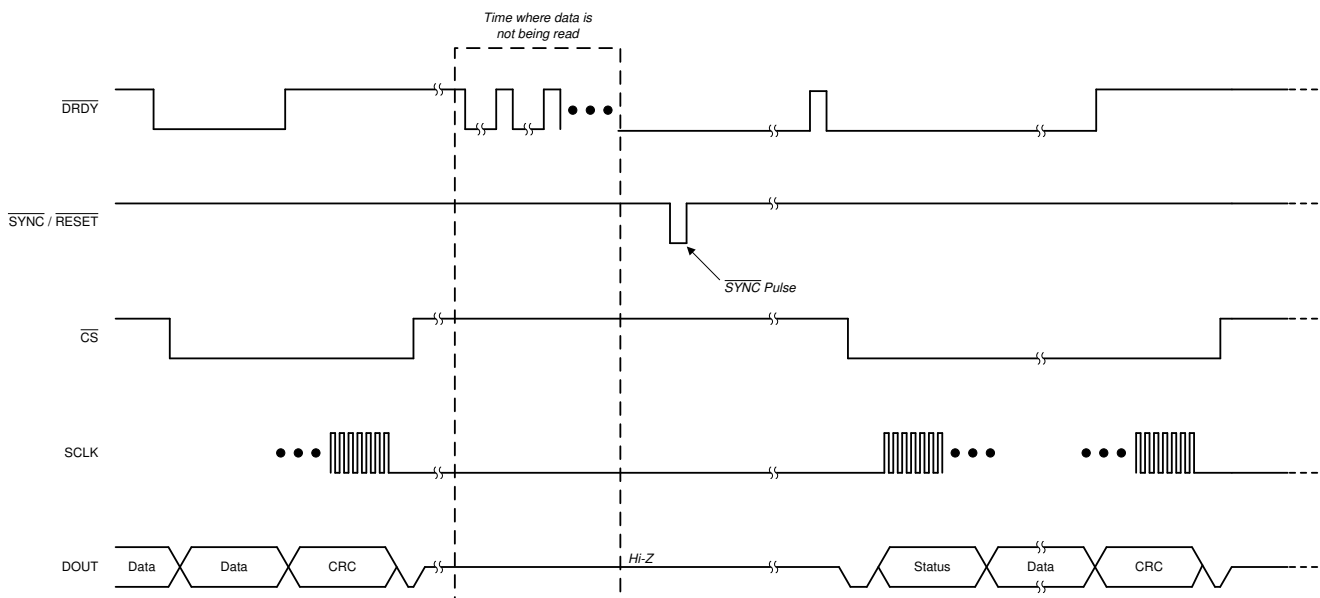 Time where data is
not being read
DRDY
SYNC / RESET
SYNC Pulse
CS
SCLK
DOUT
Data
Data
CRC
Hi-Z
Status
Data
CRC